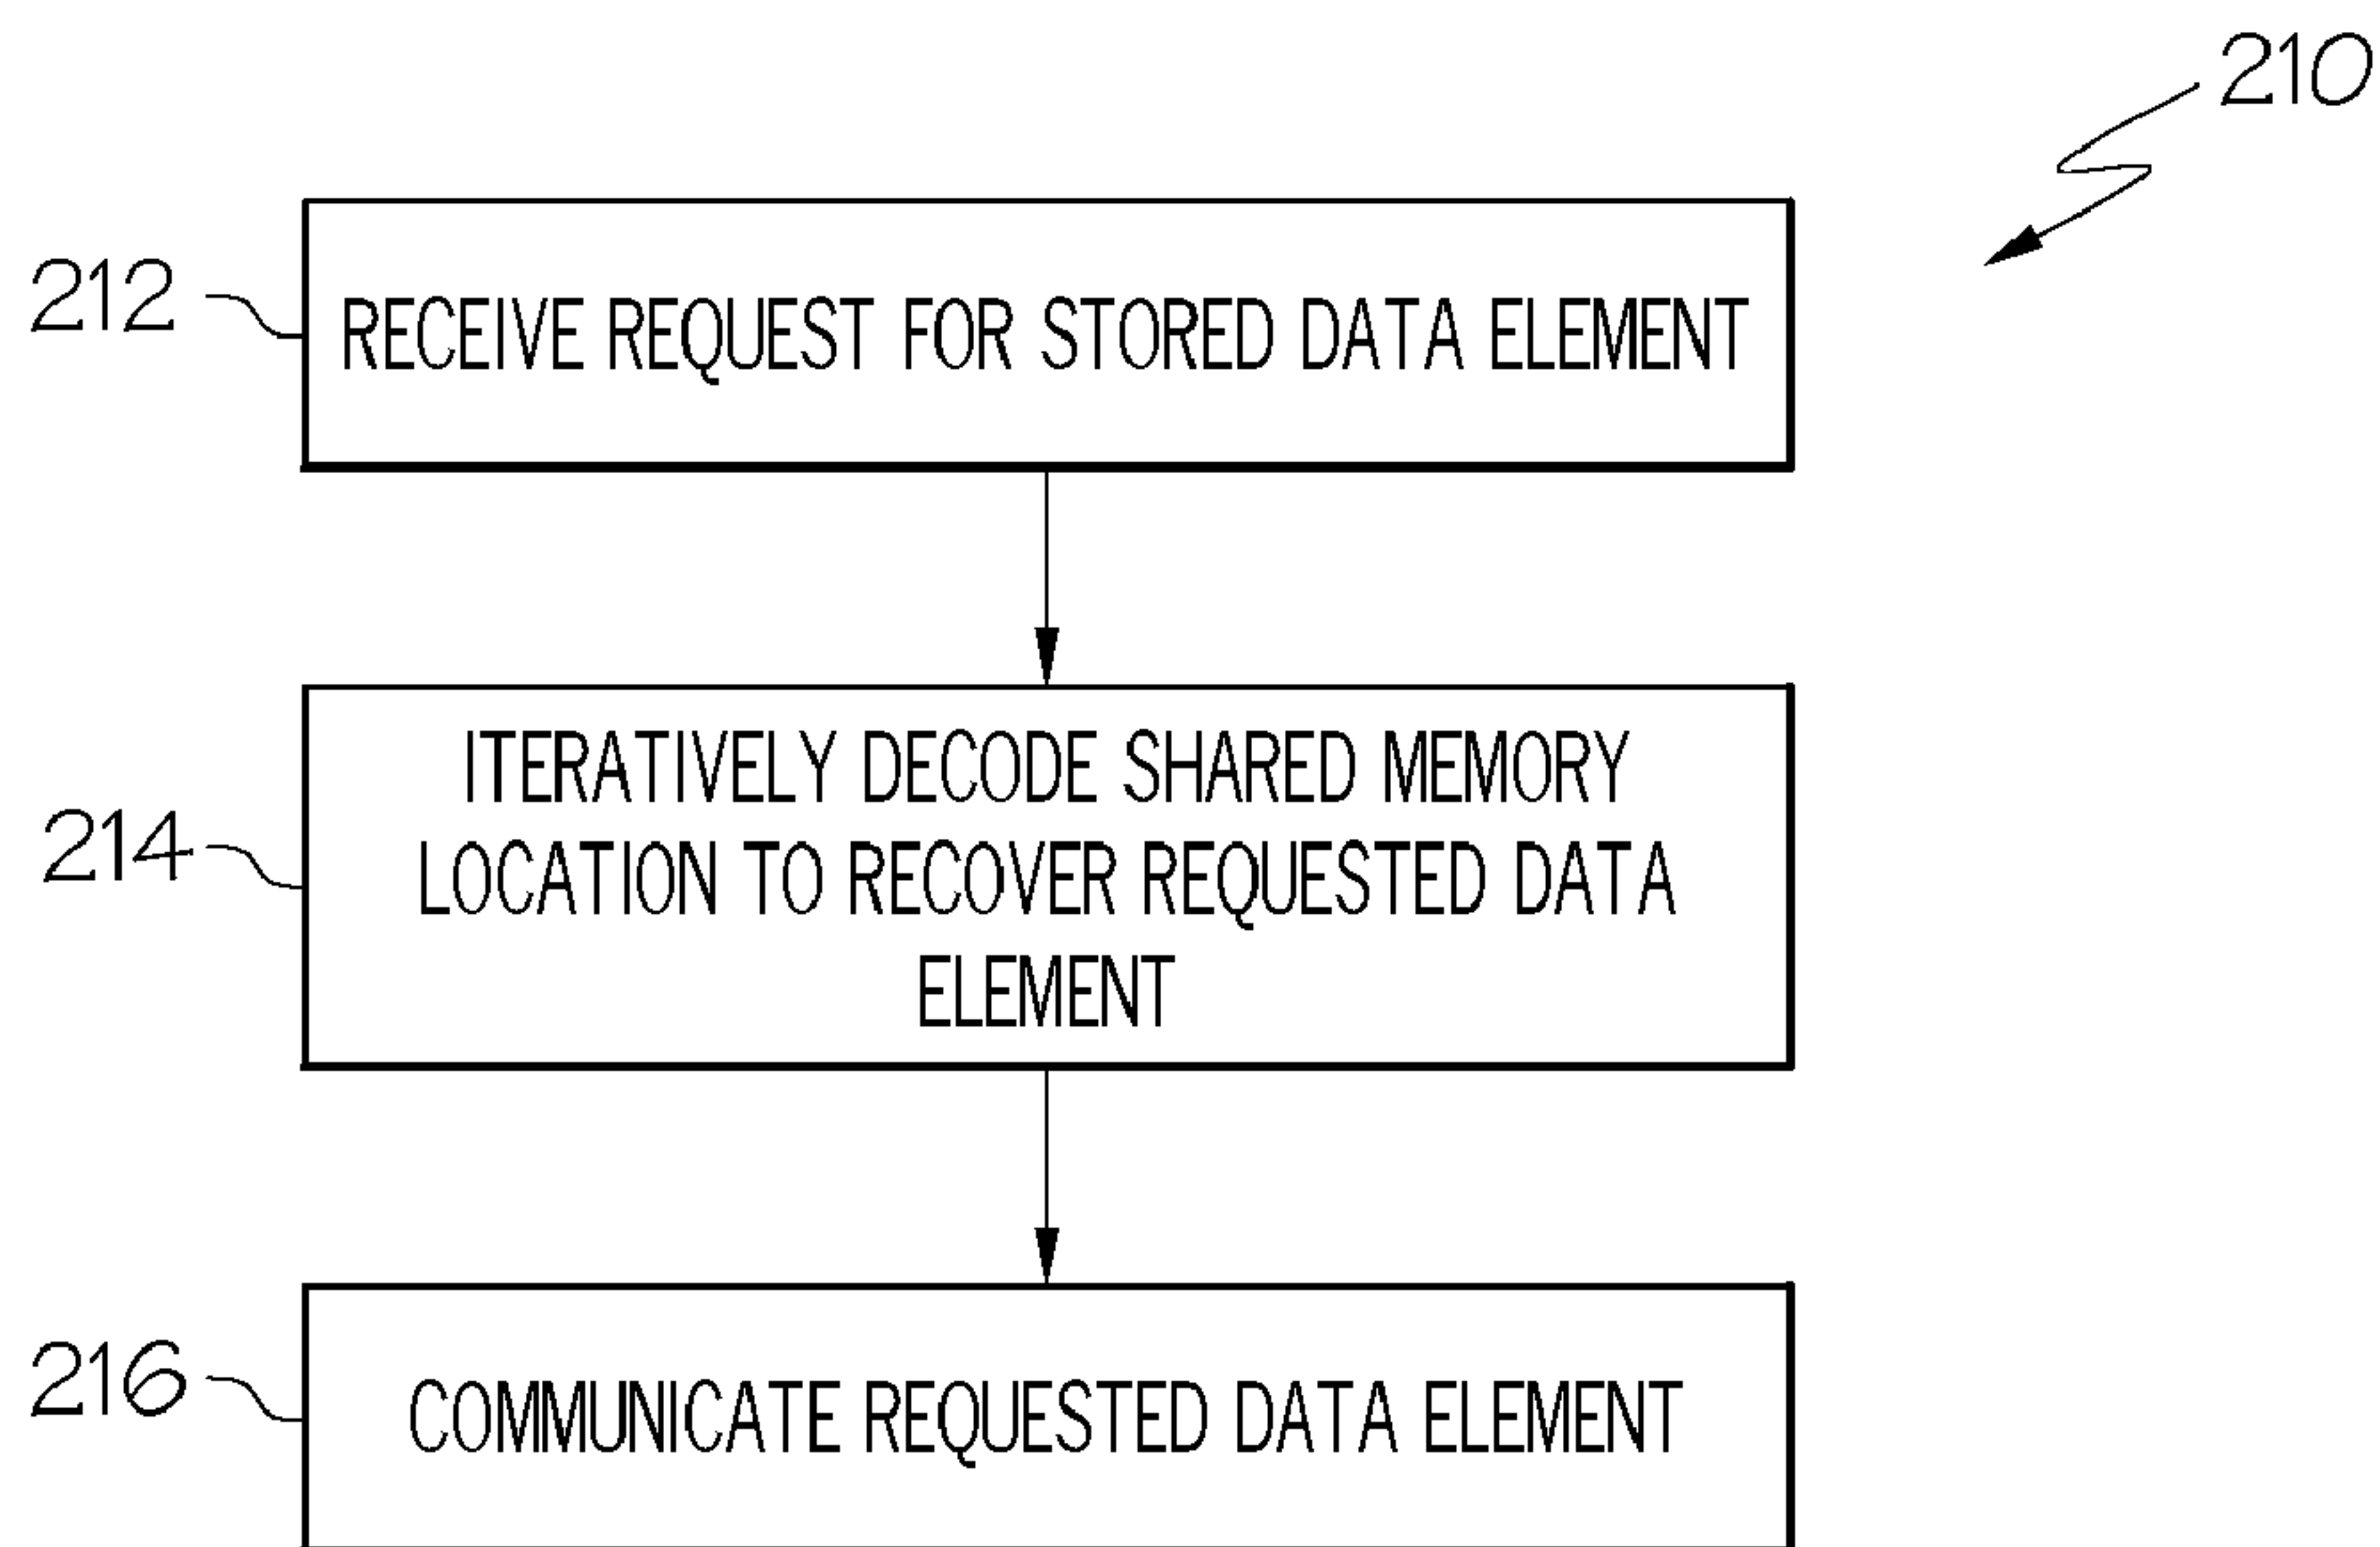 210
212
RECEIVE REQUEST FOR STORED DATA ELEMENT
214
ITERATIVELY DECODE SHARED MEMORY
LOCATION TO RECOVER REQUESTED DATA
ELEMENT
216
COMMUNICATE REQUESTED DATA ELEMENT